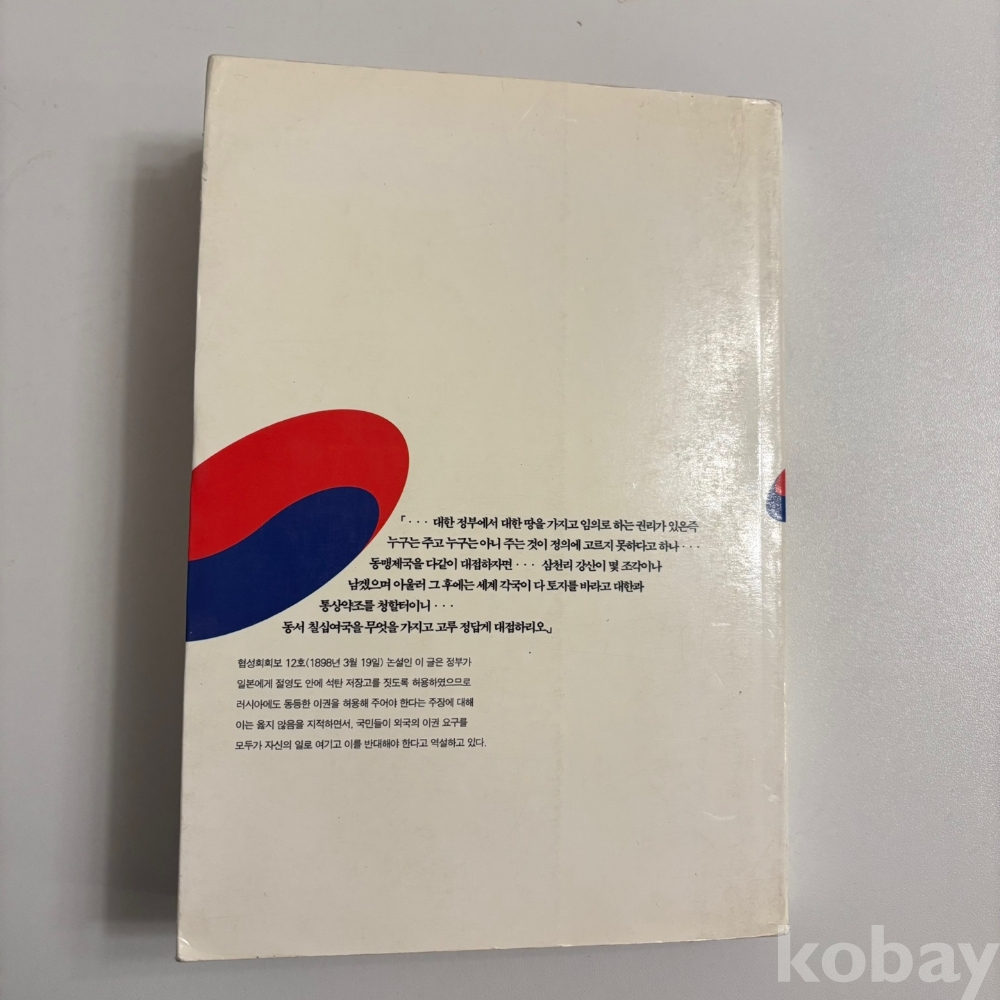 「··· 대한 정부에서 대한 땅을 가지고 임의로 하는 권리가 있은즉
누구는 주고 누구는 아니 주는 것이 정의에 고르지 못하다고 하나···
동맹제국을 다같이 대접하자면··· 삼천리 강산이 몇 조각이나
남겠으며 아울러 그 후에는 세계 각국이 다 토지를 바라고 대한과
통상약조를 청할터이니···
동서 칠십여국을 무엇을 가지고 고루 정답게 대접하리오」
협성회회보 12호(1898년 3월 19일) 논설인 이 글은 정부가
일본에게 절영도 안에 석탄 저장고를 짓도록 허용하였으므로
러시아에도 동등한 이권을 허용해 주어야 한다는 주장에 대해
이는 옳지 않음을 지적하면서, 국민들이 외국의 이권 요구를
모두가 자신의 일로 여기고 이를 반대해야 한다고 역설하고 있다.
kobay